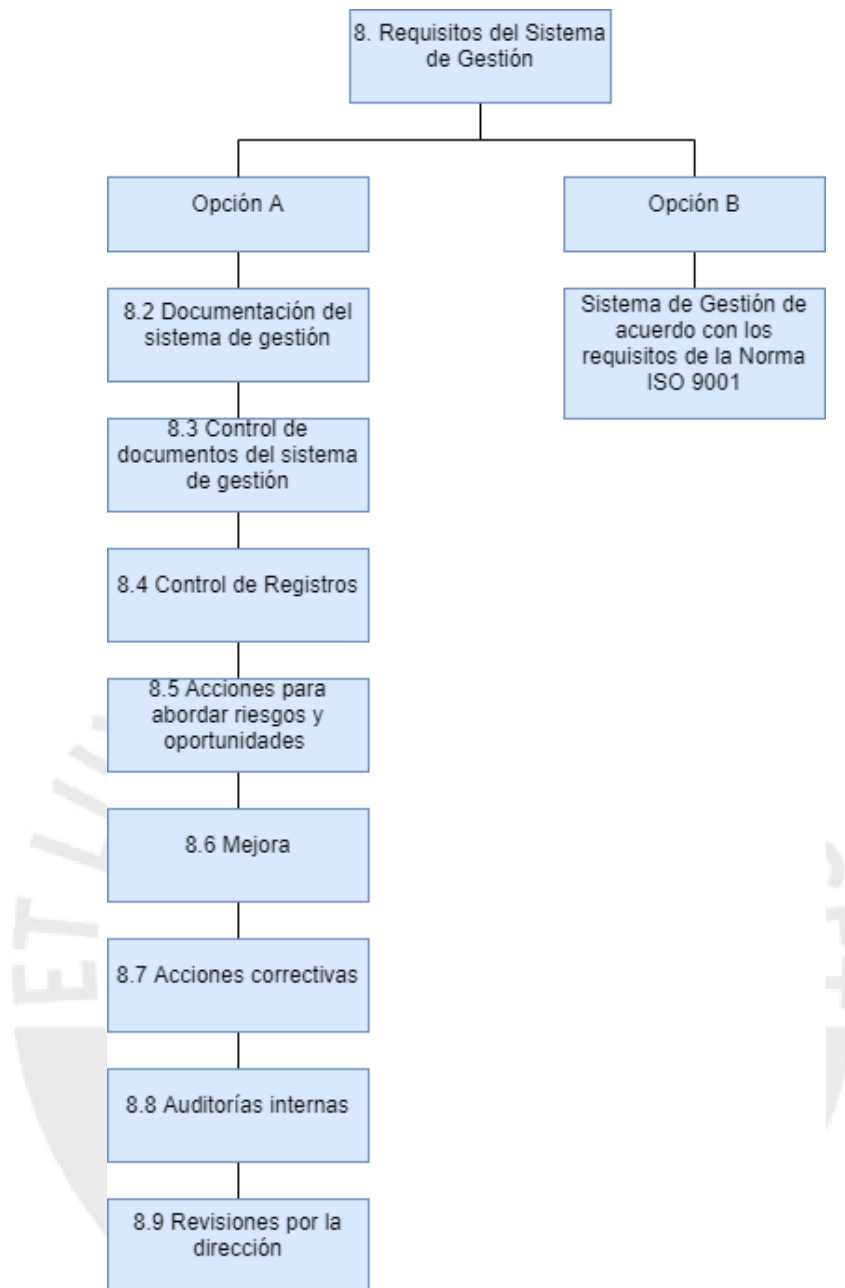 8. Requisitos del Sistema
de Gestión
Opción A
Opción B
8.2 Documentación del
sistema de gestión
Sistema de Gestión de
acuerdo con los
requisitos de la Norma
ISO 9001
8.3 Control de
documentos del sistema
de gestión
8.4 Control de Registros
8.5 Acciones para
abordar riesgos y
oportunidades
8.6 Mejora
8.7 Acciones correctivas
8.8 Auditorías internas
8.9 Revisiones por la
dirección
ET